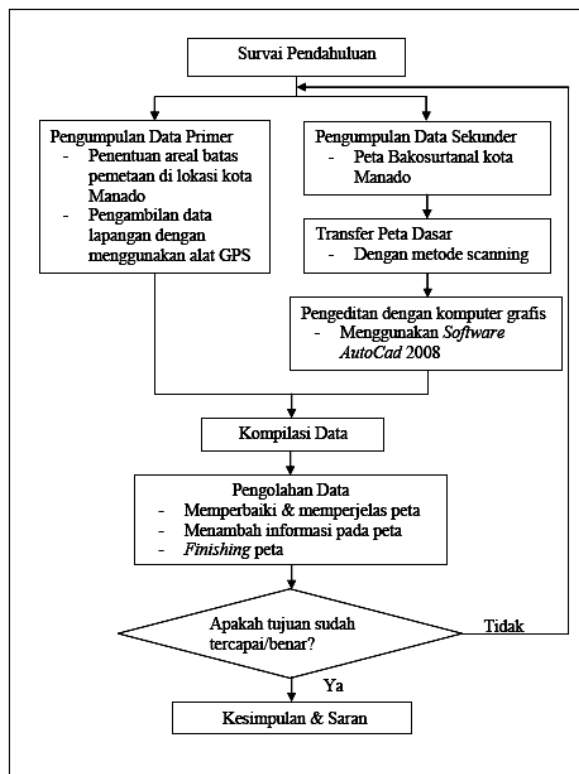 Survai Pendahuluan
Pengumpulan Data Primer
- Penentuan areal batas
pemetaan di lokasi kota
Manado
- Pengambilan data
lapangan dengan
menggunakan alat GPS
Pengumpulan Data Sekunder
- Peta Bakosurtanal kota
Manado
Transfer Peta Dasar
- Dengan metode scanning
Pengeditan dengan komputer grafis
- Menggunakan Software
AutoCad 2008
Kompilasi Data
Pengolahan Data
- Memperbaiki & memperjelas peta
- Menambah informasi pada peta
- Finishing peta
Apakah tujuan sudah
tercapai/benar?
Tidak
Ya
Kesimpulan & Saran